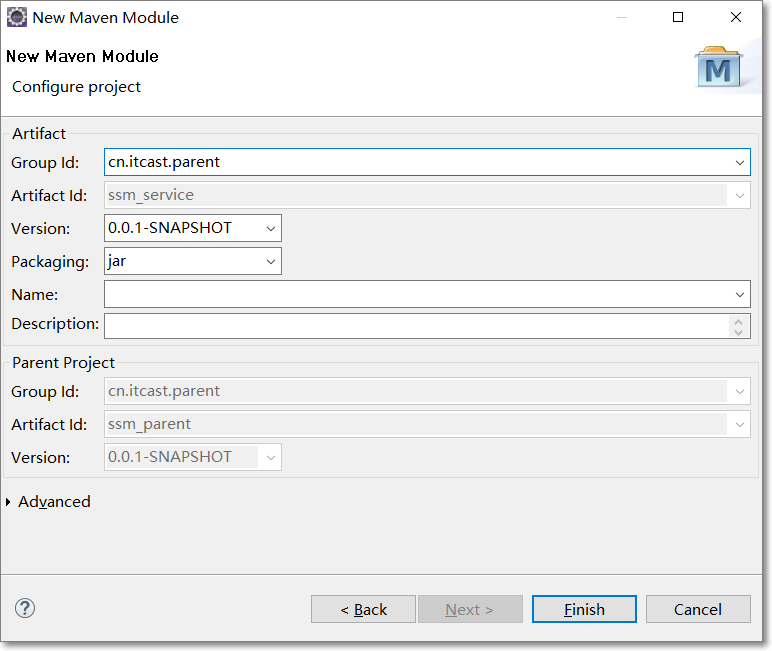 New Maven Module
New Maven Module
Configure project
M
Artifact
Group Id: cn.itcast.parent
Artifact Id: ssm_service
Version: 0.0.1-SNAPSHOT
Packaging: jar
Name:
Description:
Parent Project
Group Id: cn.itcast.parent
Artifact Id: ssm_parent
Version: 0.0.1-SNAPSHOT
Advanced
? < Back Next > Finish Cancel